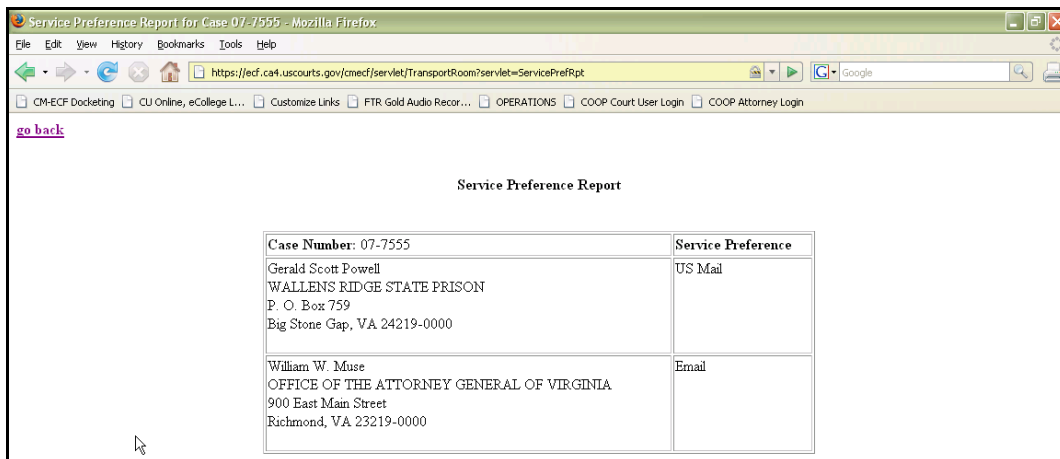 Service Preference Report for Case 07-7555 - Mozilla Firefox
File Edit View History Bookmarks Tools Help
https://ecf.ca4.uscourts.gov/cmecf/servlet/TransportRoom?servlet=ServicePrefRpt
G Google
CM-ECF Docketing CU Online, eCollege L... Customize Links FTR Gold Audio Recor... OPERATIONS COOP Court User Login COOP Attorney Login
go back
Service Preference Report
Case Number: 07-7555 Service Preference
Gerald Scott Powell US Mail
WALLENS RIDGE STATE PRISON
P. O. Box 759
Big Stone Gap, VA 24219-0000
William W. Muse Email
OFFICE OF THE ATTORNEY GENERAL OF VIRGINIA
900 East Main Street
Richmond, VA 23219-0000